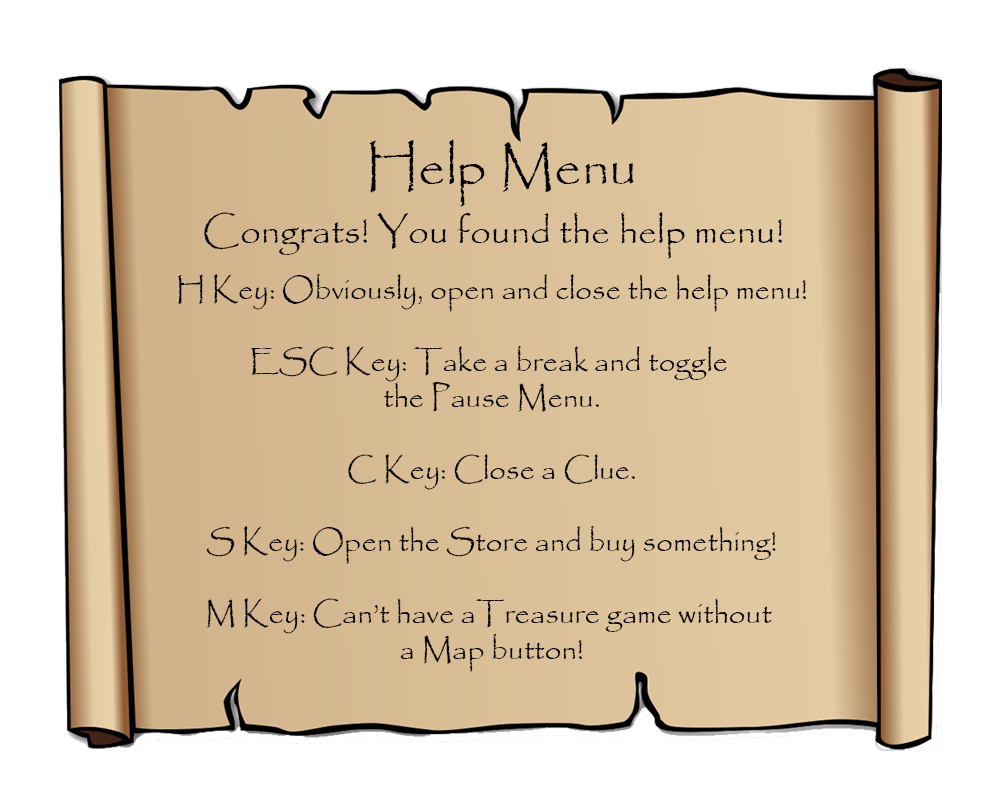 Help Menu
Congrats! You found the help menu!
H Key: Obviously, open and close the help menu!
ESC Key: Take a break and toggle
the Pause Menu.
C Key: Close a Clue.
S Key: Open the Store and buy something!
M Key: Can't have a Treasure game without
a Map button!